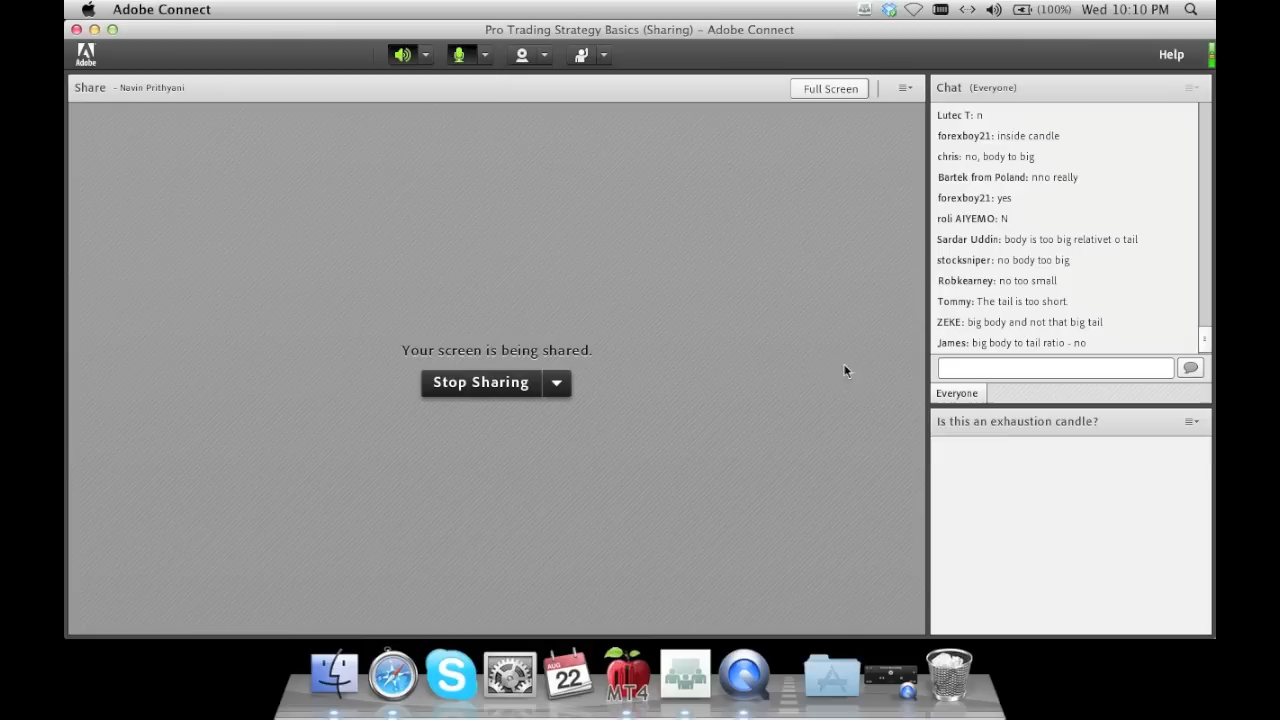 Adobe Connect
(100%) Wed 10:10 PM
Pro Trading Strategy Basics (Sharing) – Adobe Connect
Adobe
Help
Share - Navin Prithyani
Full Screen
Your screen is being shared.
Stop Sharing
Chat (Everyone)
Lutec T: n
forexboy21: inside candle
chris: no, body to big
Bartek from Poland: nno really
forexboy21: yes
roli AIYEMO: N
Sardar Uddin: body is too big relativet o tail
stocksniper: no body too big
Robkearney: no too small
Tommy: The tail is too short
ZEKE: big body and not that big tail
James: big body to tail ratio - no
Everyone
Is this an exhaustion candle?
AUG
22
MT4